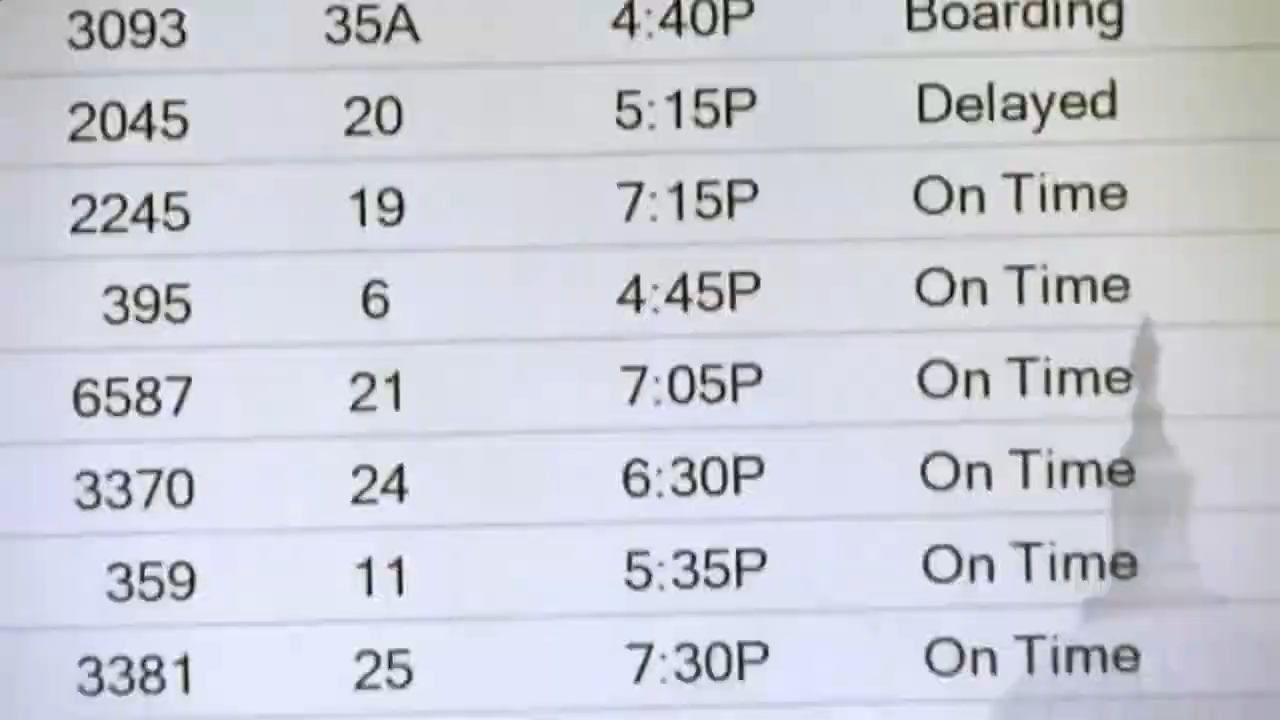 3093 35A 4:40P Boarding
2045 20 5:15P Delayed
2245 19 7:15P On Time
395 6 4:45P On Time
6587 21 7:05P On Time
3370 24 6:30P On Time
359 11 5:35P On Time
3381 25 7:30P On Time